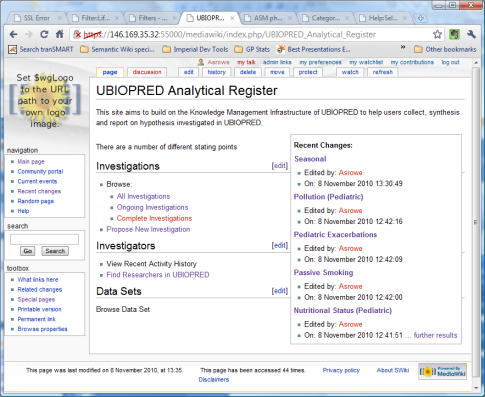 SSL Error
Filter:Lif...
Filters - ...
UBIOPR...
ASM ph...
Categor...
Help:Sel...
https://146.169.35.32:55000/mediawiki/index.php/UBIOPRED_Analytical_Register
Search tranSMART
Semantic Wiki speci...
Imperial Dev Tools
GP Stats
Best Presentations E...
Other bookmarks
Asrowe my talk admin links my preferences my watchlist my contributions log out
page discussion edit history delete move protect watch refresh
Set $wgLogo
to the URL
path to your
own logo
image.
UBIOPRED Analytical Register
This site aims to build on the Knowledge Management Infrastructure of UBIOPRED to help users collect, synthesis
and report on hypothesis investigated in UBIOPRED.
There are a number of different stating points
Investigations [edit]
Browse:
All Investigations
Ongoing Investigations
Complete Investigations
Propose New Investigation
Investigators [edit]
View Recent Activity History
Find Researchers in UBIOPRED
Data Sets [edit]
Browse Data Set
Recent Changes:
Seasonal
Edited by: Asrowe
On: 8 November 2010 13:30:49
Pollution (Pediatric)
Edited by: Asrowe
On: 8 November 2010 12:42:16
Pediatric Exacerbations
Edited by: Asrowe
On: 8 November 2010 12:42:09
Passive Smoking
Edited by: Asrowe
On: 8 November 2010 12:42:00
Nutritional Status (Pediatric)
Edited by: Asrowe
On: 8 November 2010 12:41:51 ... further results
navigation
Main page
Community portal
Current events
Recent changes
Random page
Help
search
Go Search
toolbox
What links here
Related changes
Special pages
Printable version
Permanent link
Browse properties
This page was last modified on 8 November 2010, at 13:35.
This page has been accessed 44 times.
Privacy policy
About SWiki
Disclaimers
Powered By
MediaWiki